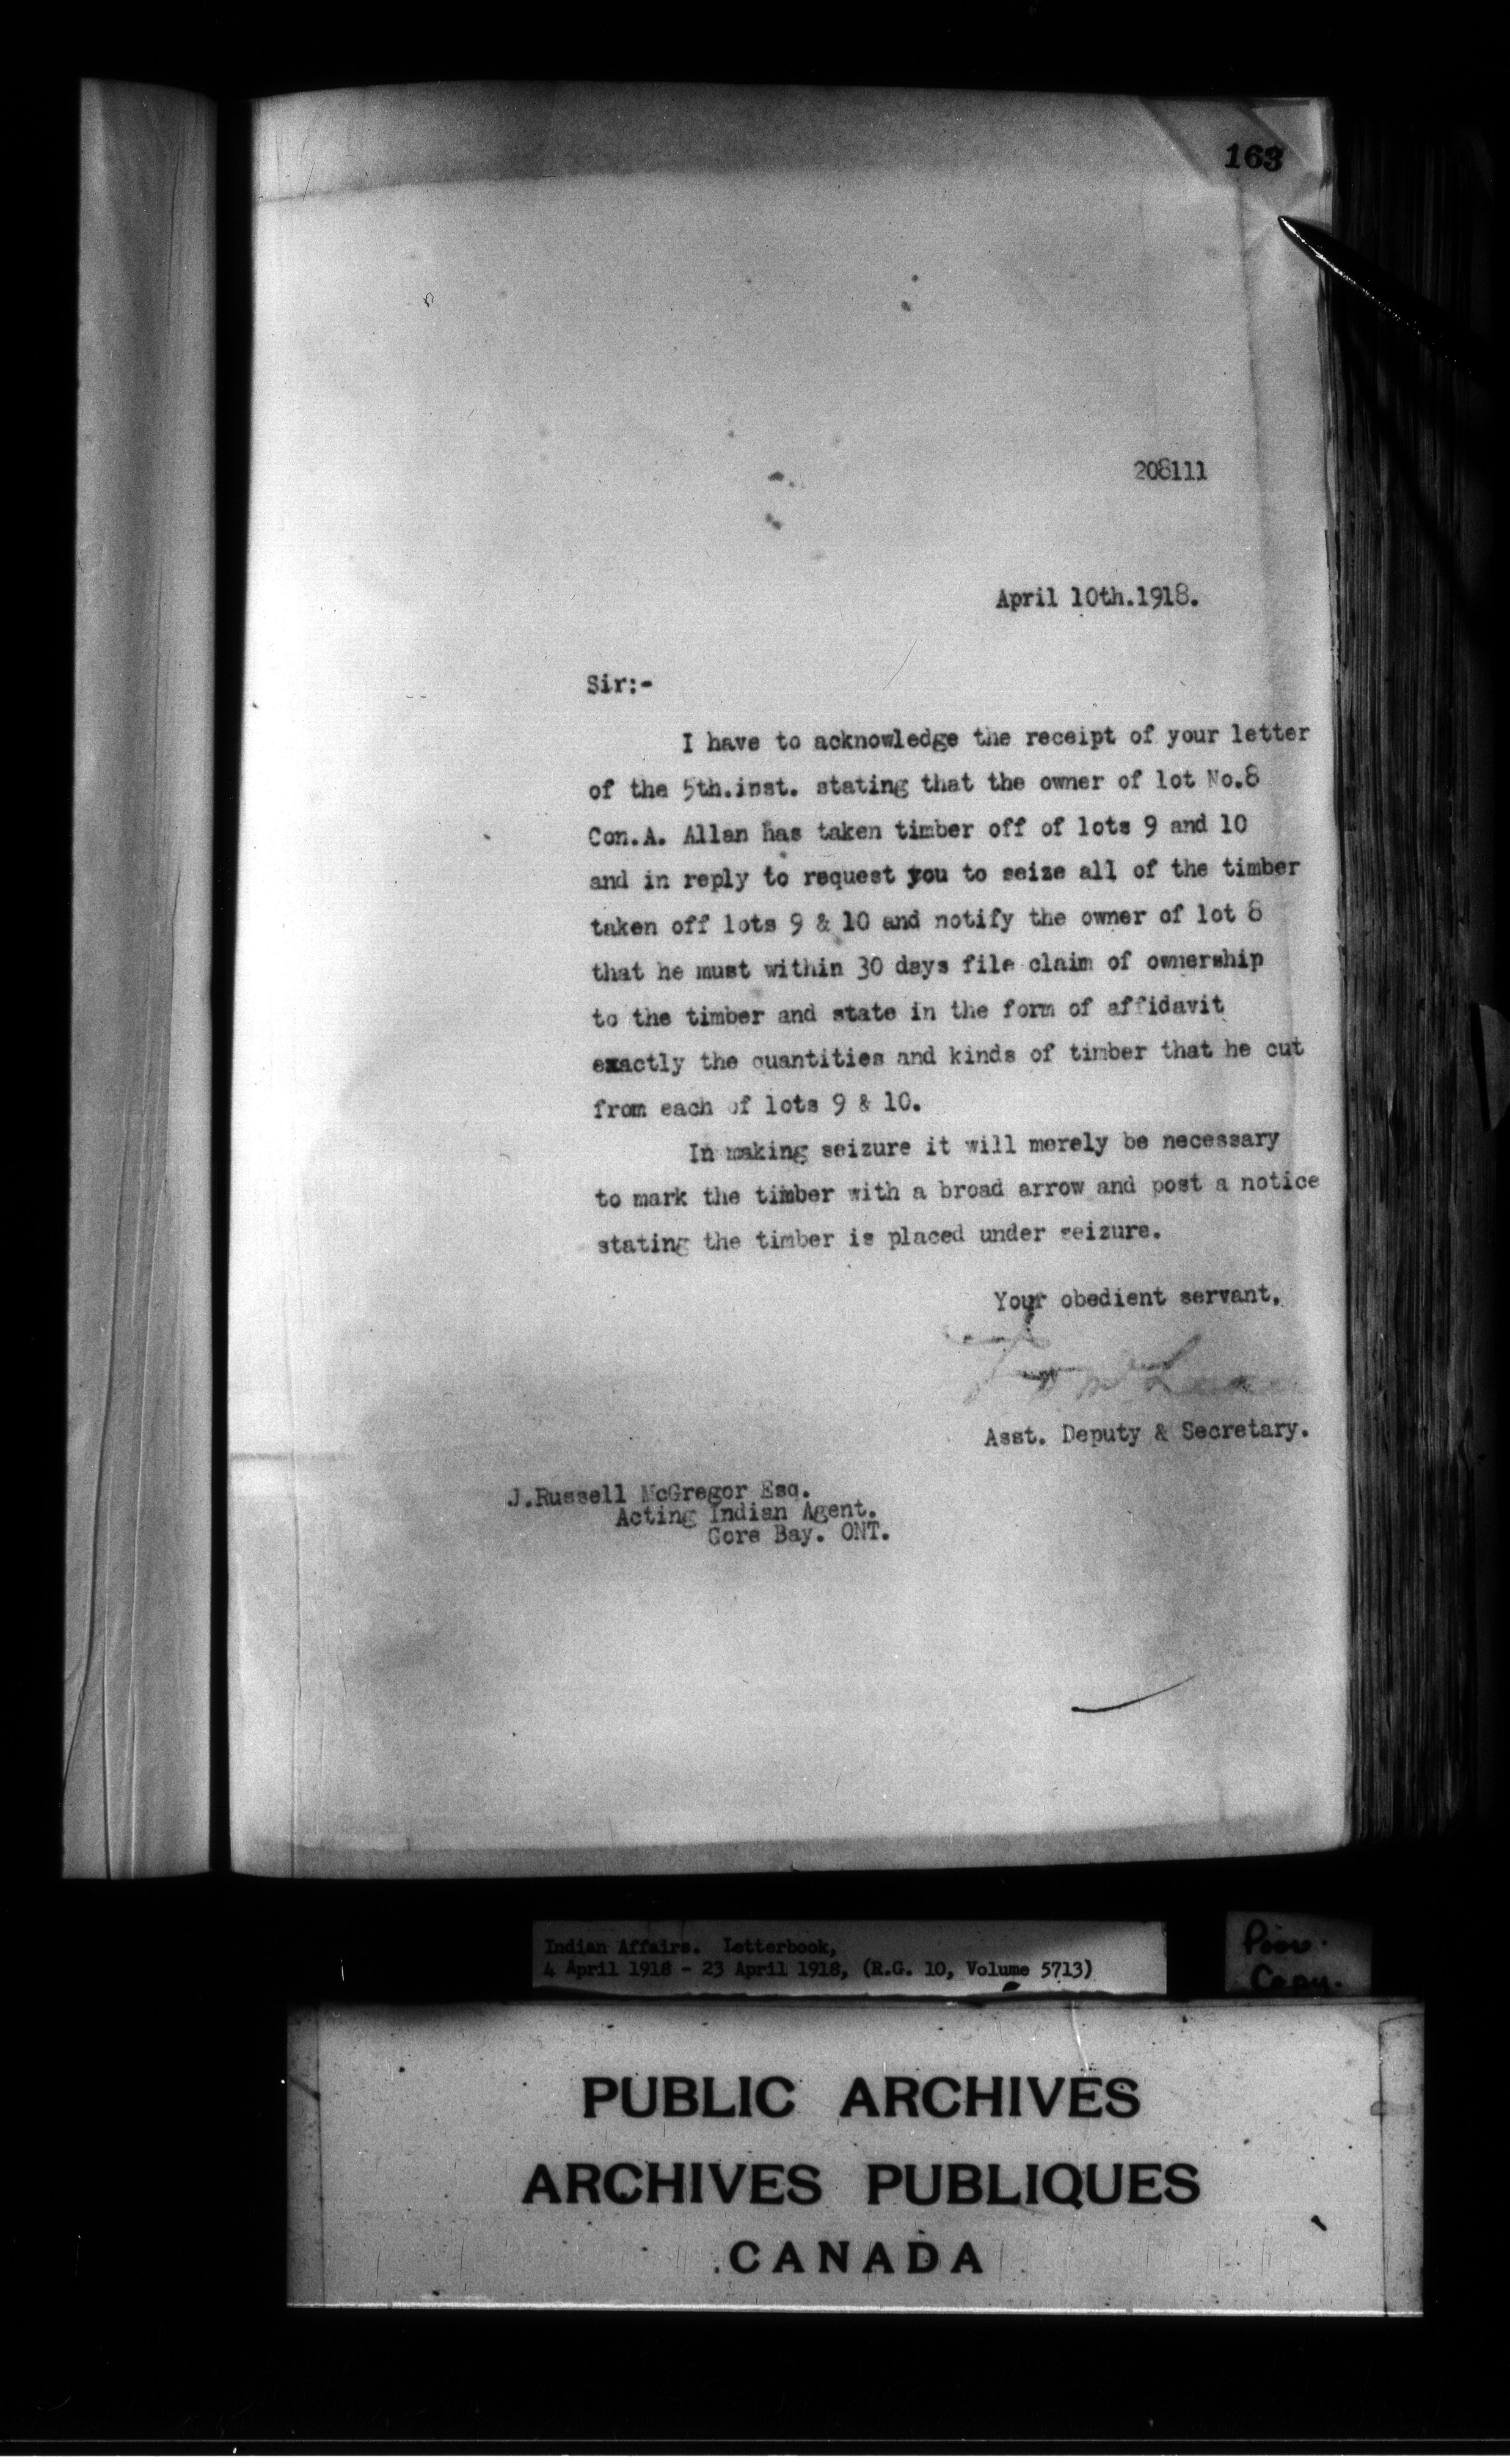 163
208111
April 10th.1918.
Sir:-
I have to acknowledge the receipt of your letter
of the 5th.inst. stating that the owner of lot No.8
Con.A. Allan has taken timber off of lots 9 and 10
and in reply to request you to seize all of the timber
taken off lots 9 & 10 and notify the owner of lot 8
that he must within 30 days file claim of ownership
to the timber and state in the form of affidavit
exactly the quantities and kinds of timber that he cut
from each of lots 9 & 10.
In making seizure it will merely be necessary
to mark the timber with a broad arrow and post a notice
stating the timber is placed under seizure.
Your obedient servant,
Asst. Deputy & Secretary.
J.Russell McGregor Esq.
Acting Indian Agent.
Gore Bay. ONT.
Indian Affairs. Letterbook,
4 April 1918 - 23 April 1918, (R.G. 10, Volume 5713)
Poor
Copy.
PUBLIC ARCHIVES
ARCHIVES PUBLIQUES
CANADA